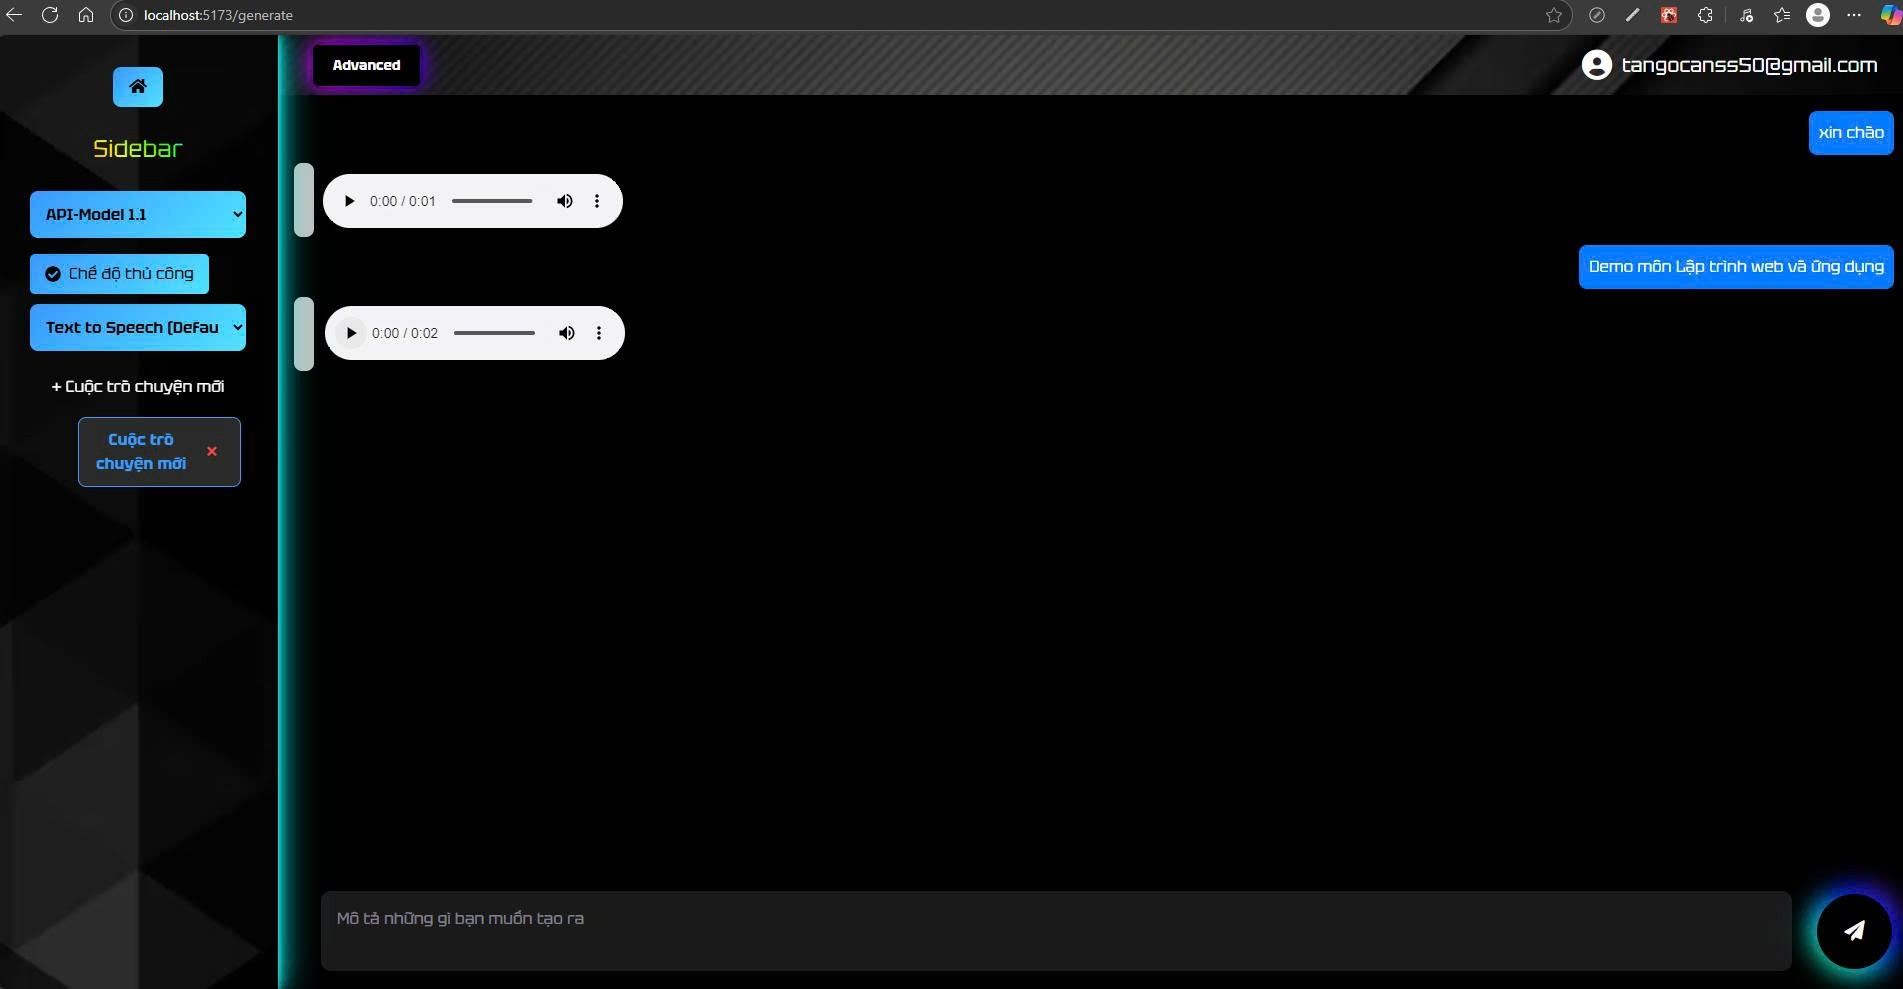 localhost:5173/generate
Advanced
tangocanss50@gmail.com
Sidebar
API-Model 1.1
Chế độ thủ công
Text to Speech (Defau
+ Cuộc trò chuyện mới
Cuộc trò
chuyện mới
xin chào
0:00 / 0:01
Demo môn Lập trình web và ứng dụng
0:00 / 0:02
Mô tả những gì bạn muốn tạo ra